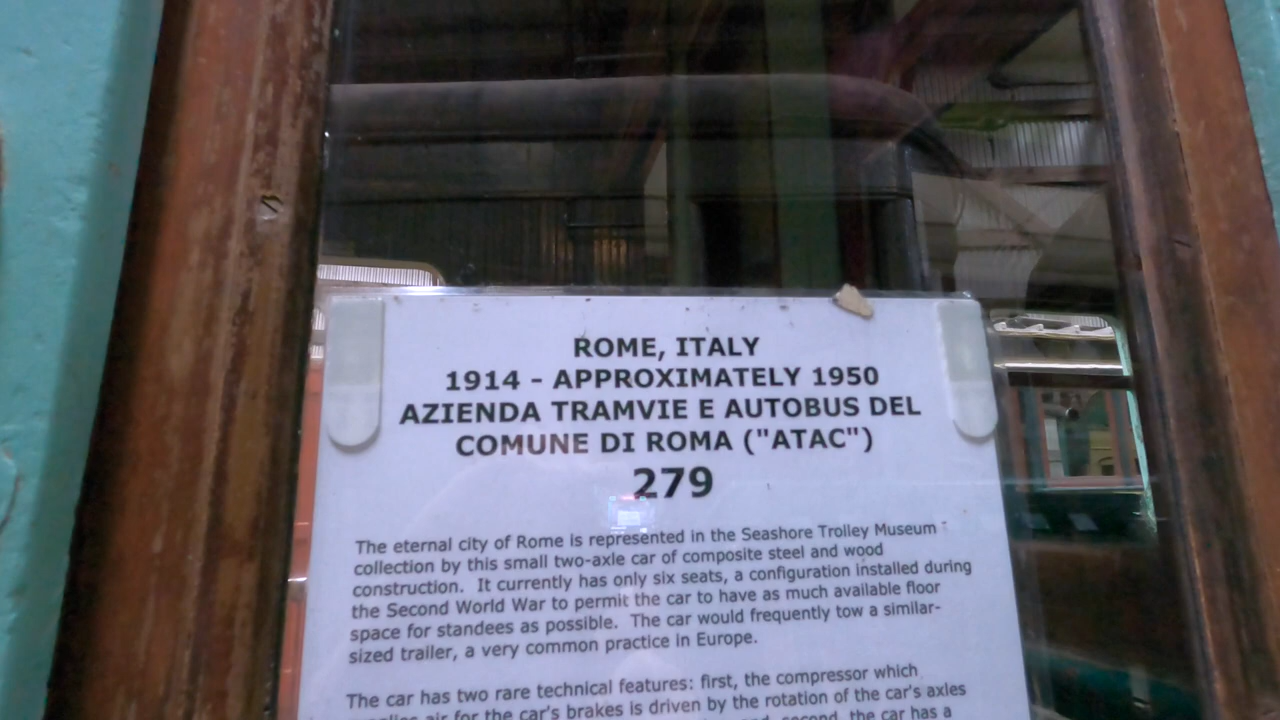 ROME, ITALY
1914 - APPROXIMATELY 1950
AZIENDA TRAMVIE E AUTOBUS DEL
COMUNE DI ROMA ("ATAC")
279
The eternal city of Rome is represented in the Seashore Trolley Museum
collection by this small two-axle car of composite steel and wood
construction. It currently has only six seats, a configuration installed during
the Second World War to permit the car to have as much available floor
space for standees as possible. The car would frequently tow a similar-
sized trailer, a very common practice in Europe.
The car has two rare technical features: first, the compressor which
air for the car's brakes is driven by the rotation of the car's axles
second, the car has a